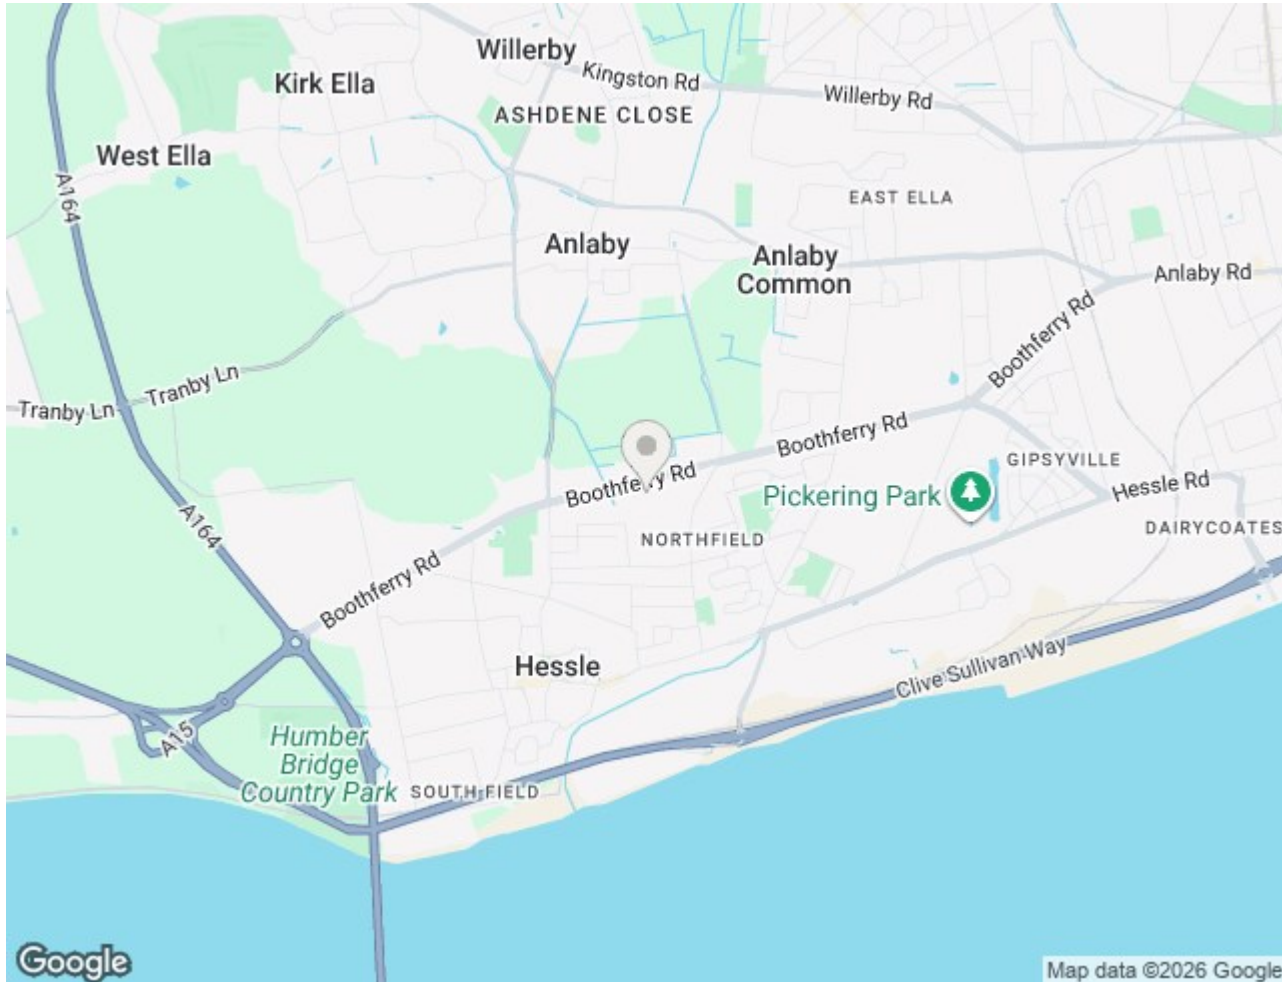 Willerby
Kirk Ella
Kingston Rd
Willerby Rd
ASHDENE CLOSE
West Ella
A164
EAST ELLA
Anlaby
Anlaby
Common
Anlaby Rd
Boothferry Rd
Tranby Ln
Tranby Ln
Boothferry Rd
GIPSYVILLE
Boothferry Rd
Pickering Park
Hessle Rd
A164
NORTHFIELD
DAIRYCOATES
Boothferry Rd
Hessle
Clive Sullivan Way
A15
Humber
Bridge
Country Park
SOUTH FIELD
Google
Map data ©2026 Google